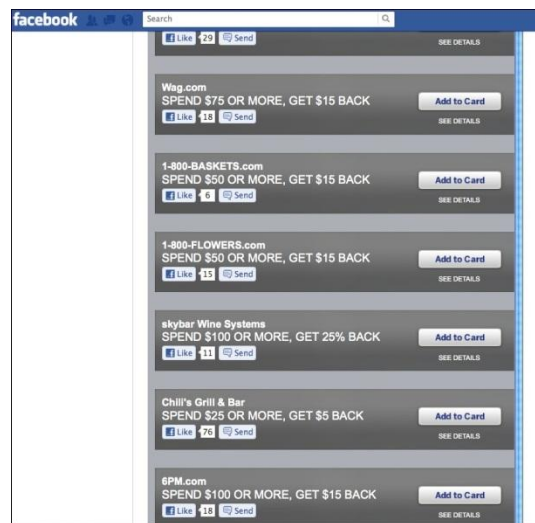 facebook
Search
Like 29 Send
SEE DETAILS
Wag.com
SPEND $75 OR MORE, GET $15 BACK
Like 18 Send
Add to Card
SEE DETAILS
1-800-BASKETS.com
SPEND $50 OR MORE, GET $15 BACK
Like 6 Send
Add to Card
SEE DETAILS
1-800-FLOWERS.com
SPEND $50 OR MORE, GET $15 BACK
Like 15 Send
Add to Card
SEE DETAILS
skybar Wine Systems
SPEND $100 OR MORE, GET 25% BACK
Like 11 Send
Add to Card
SEE DETAILS
Chili's Grill & Bar
SPEND $25 OR MORE, GET $5 BACK
Like 76 Send
Add to Card
SEE DETAILS
6PM.com
SPEND $100 OR MORE, GET $15 BACK
Like 18 Send
Add to Card
SEE DETAILS